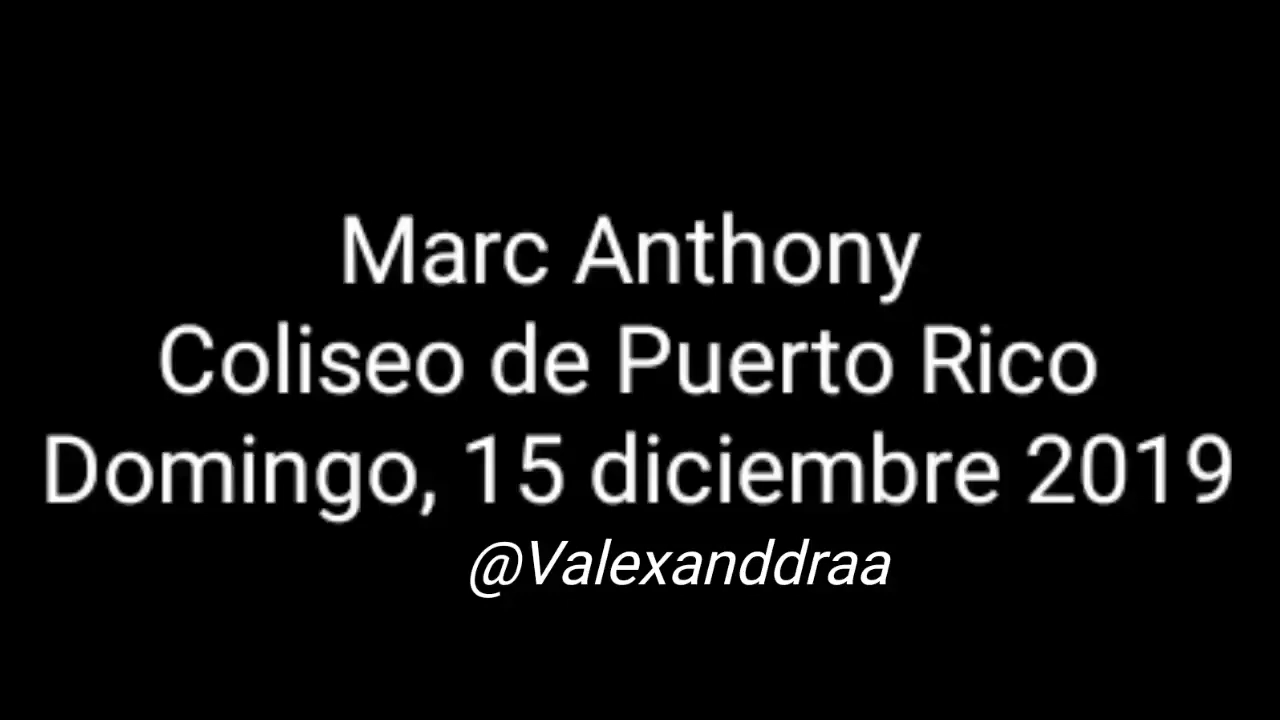 Marc Anthony
Coliseo de Puerto Rico
Domingo, 15 diciembre 2019
@Valexanddraa